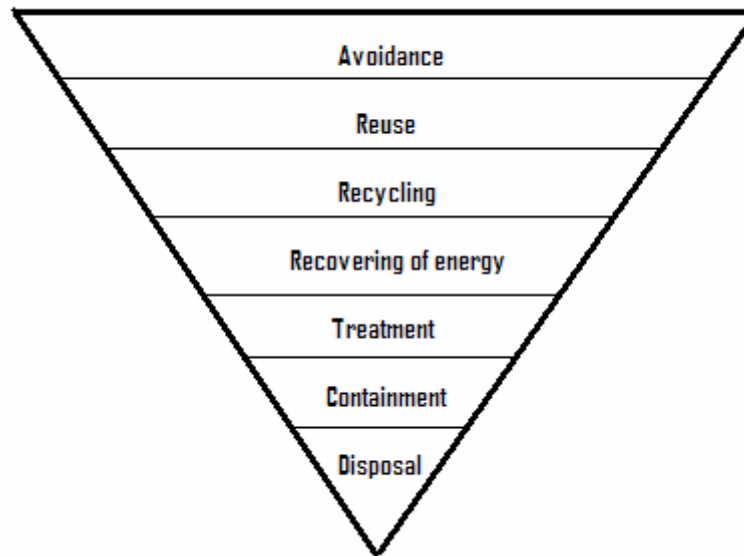 Avoidance
Reuse
Recycling
Recovering of energy
Treatment
Containment
Disposal